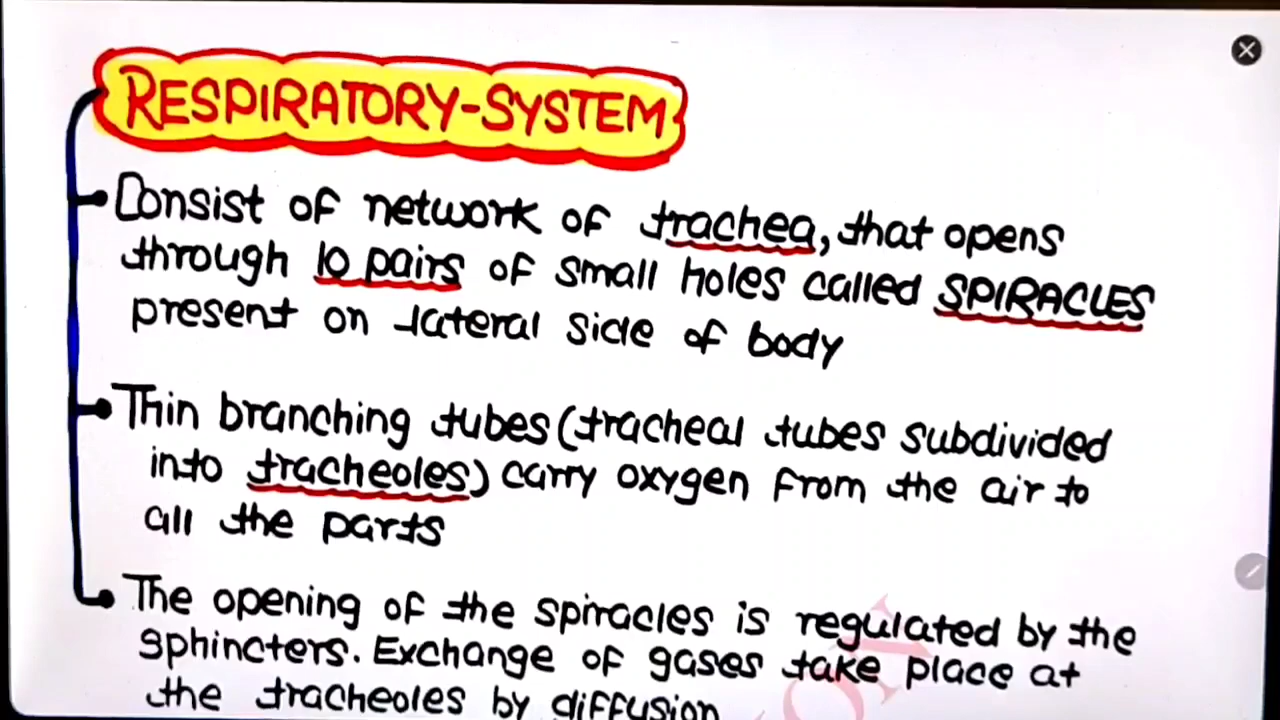 RESPIRATORY-SYSTEM
Consist of network of trachea, that opens
through 10 pairs of small holes called SPIRACLES
present on lateral side of body
Thin branching tubes (tracheal tubes subdivided
into tracheoles) carry oxygen from the air to
all the parts
The opening of the spiracles is regulated by the
sphincters. Exchange of gases take place at
the tracheoles by diffusion